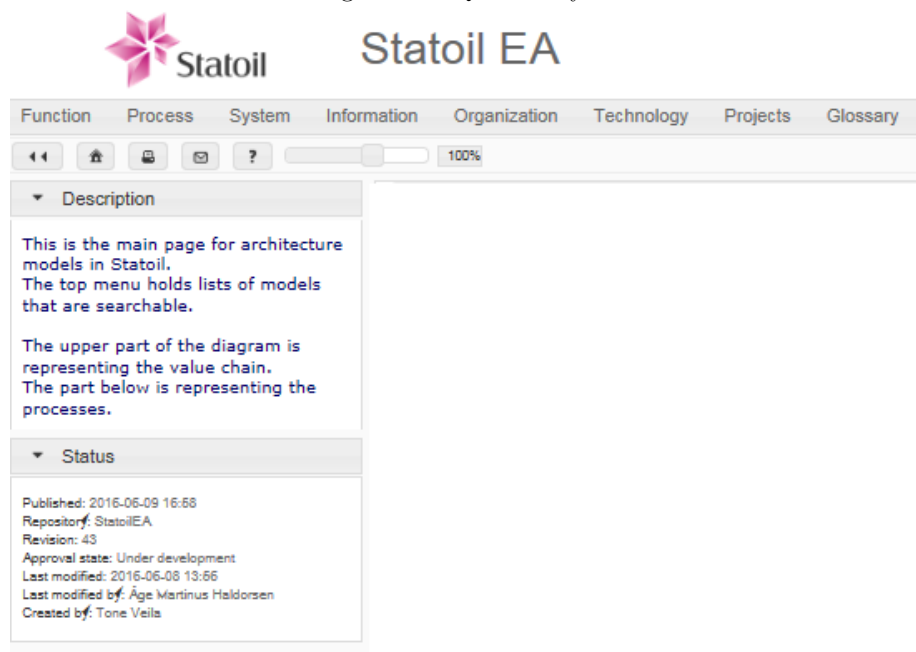 Statoil
Statoil EA
Function Process System Information Organization Technology Projects Glossary
? 100%
Description
This is the main page for architecture
models in Statoil.
The top menu holds lists of models
that are searchable.
The upper part of the diagram is
representing the value chain.
The part below is representing the
processes.
Status
Published: 2016-06-09 16:58
Repository: StatoilEA
Revision: 43
Approval state: Under development
Last modified: 2016-06-08 13:56
Last modified by: Åge Martinus Haldorsen
Created by: Tone Veila